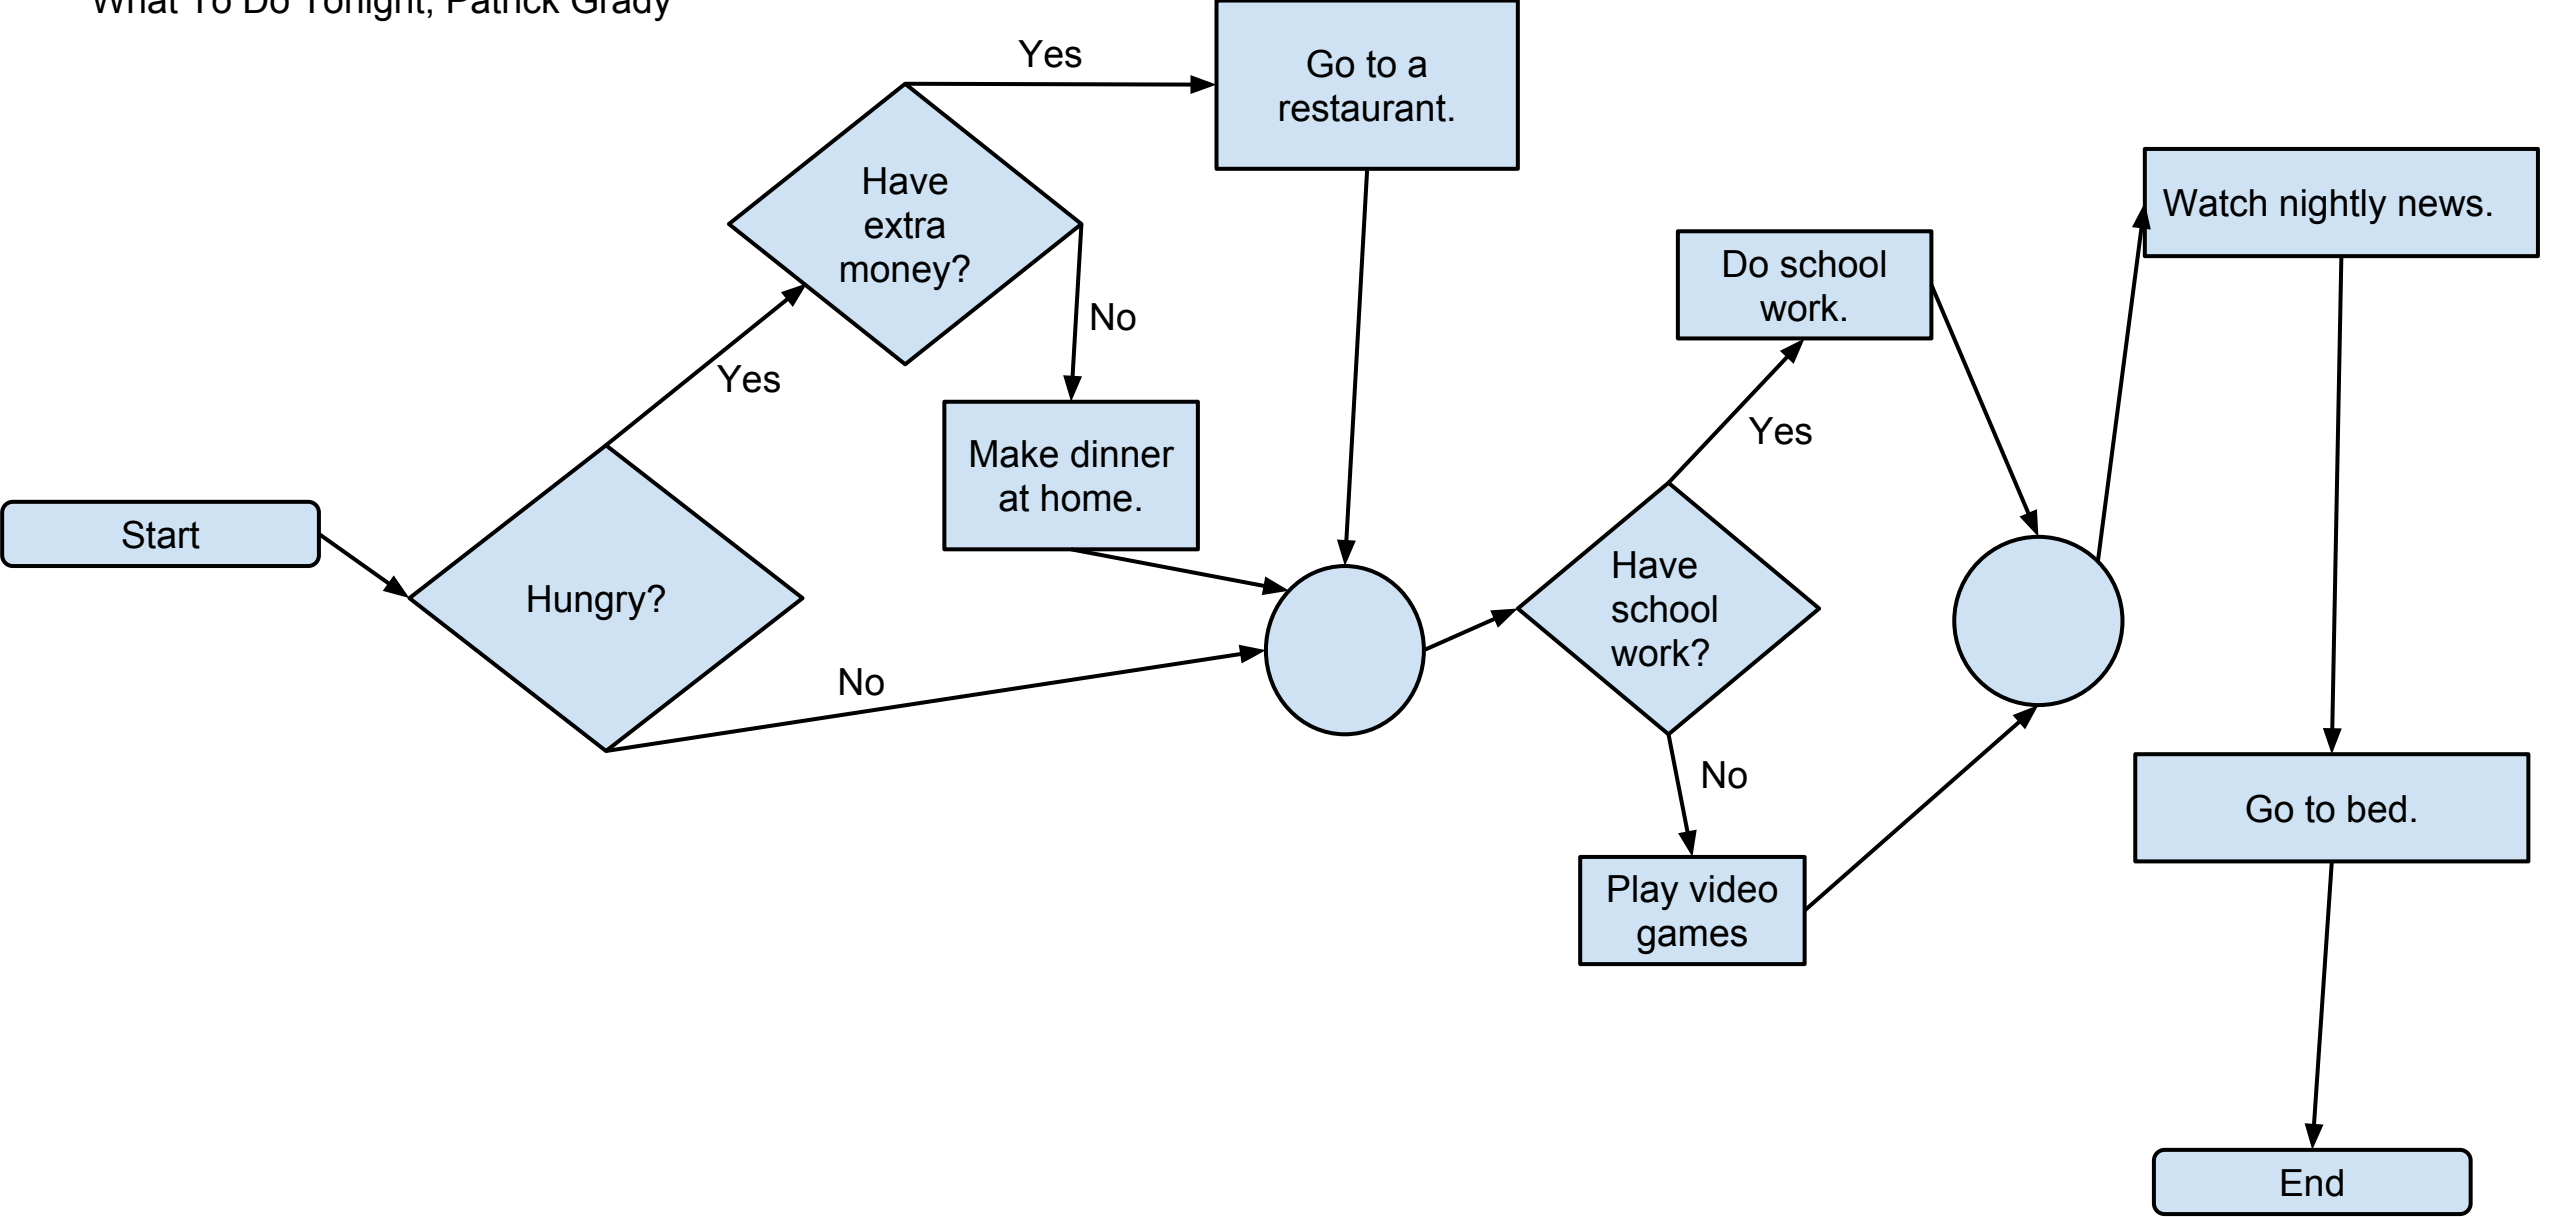 What To Do Tonight, Patrick Grady
Yes
Go to a
restaurant.
Have
extra
money?
No
Yes
Make dinner
at home.
Start
Hungry?
No
Watch nightly news.
Do school
work.
Yes
Have
school
work?
No
Play video
games
Go to bed.
End